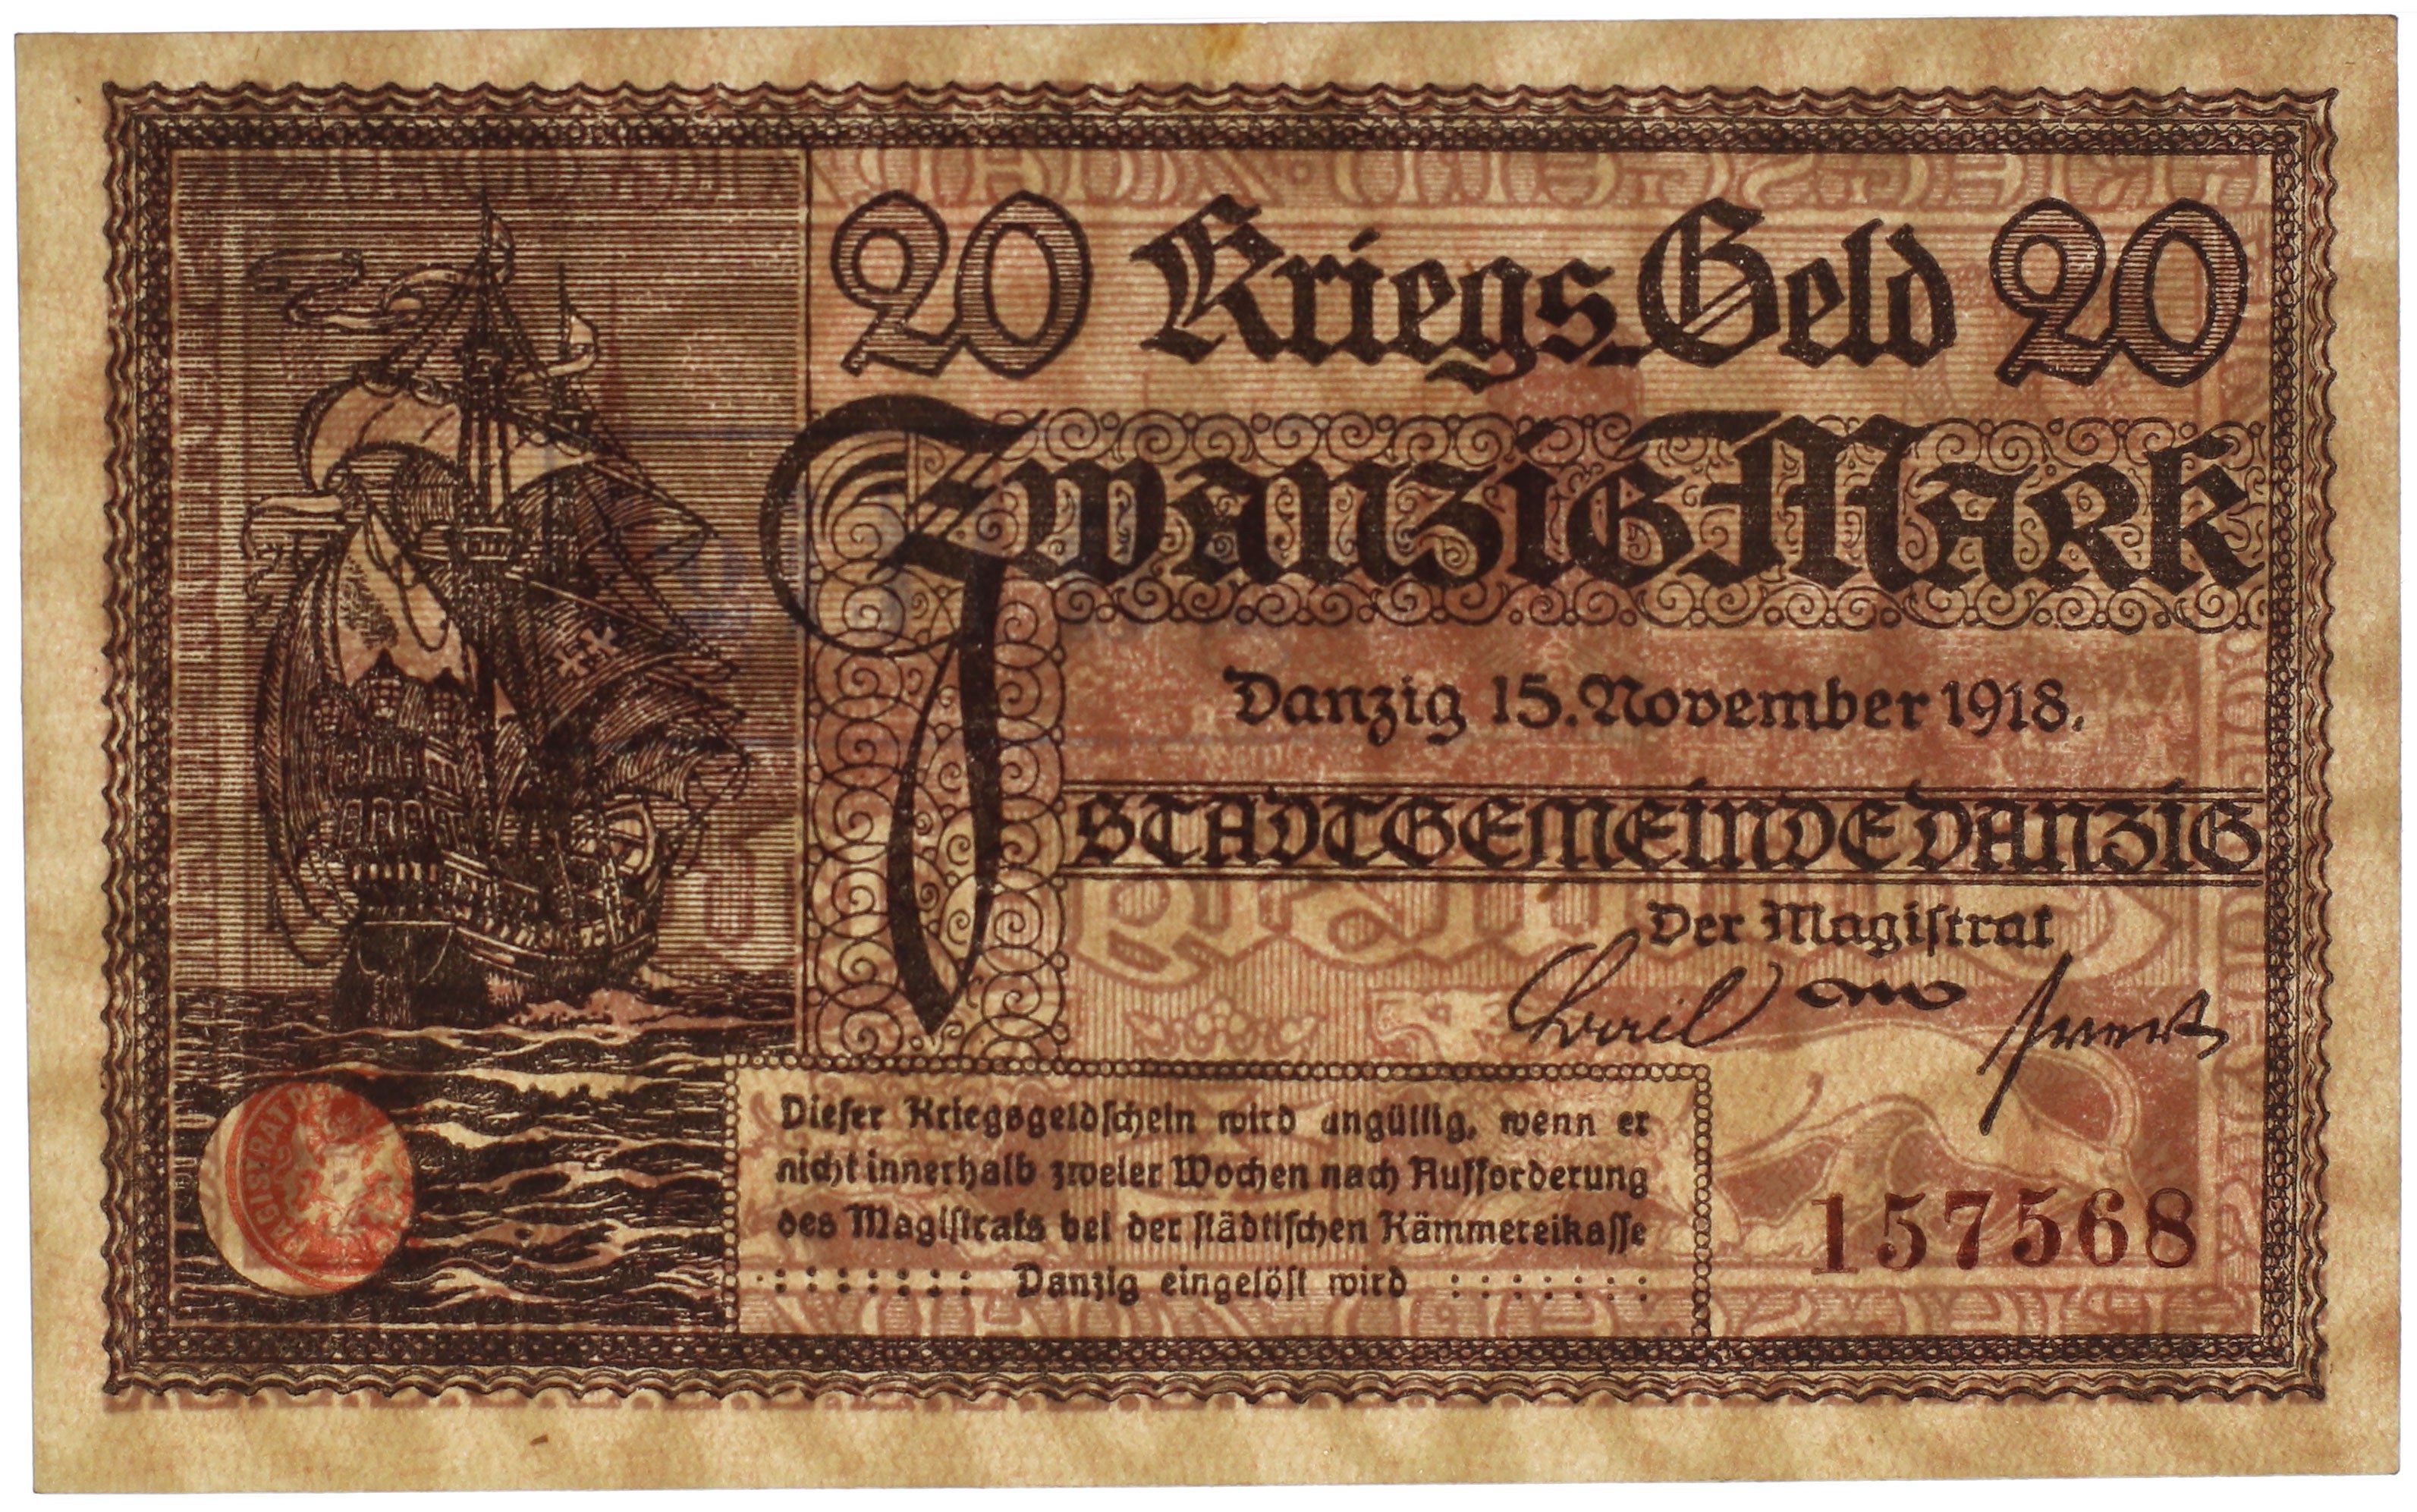 20 Kriegs-Geld 20
Zwanzig Mark
Danzig 15. November 1918.
STADTGEMEINDE DANZIG
Der Magistrat
Dieser Kriegsgeldschein wird ungültig, wenn er
nicht innerhalb zweier Wochen nach Aufforderung
des Magistrats bei der städtischen Kämmereikasse
Danzig eingelöst wird
157568
MAGISTRAT